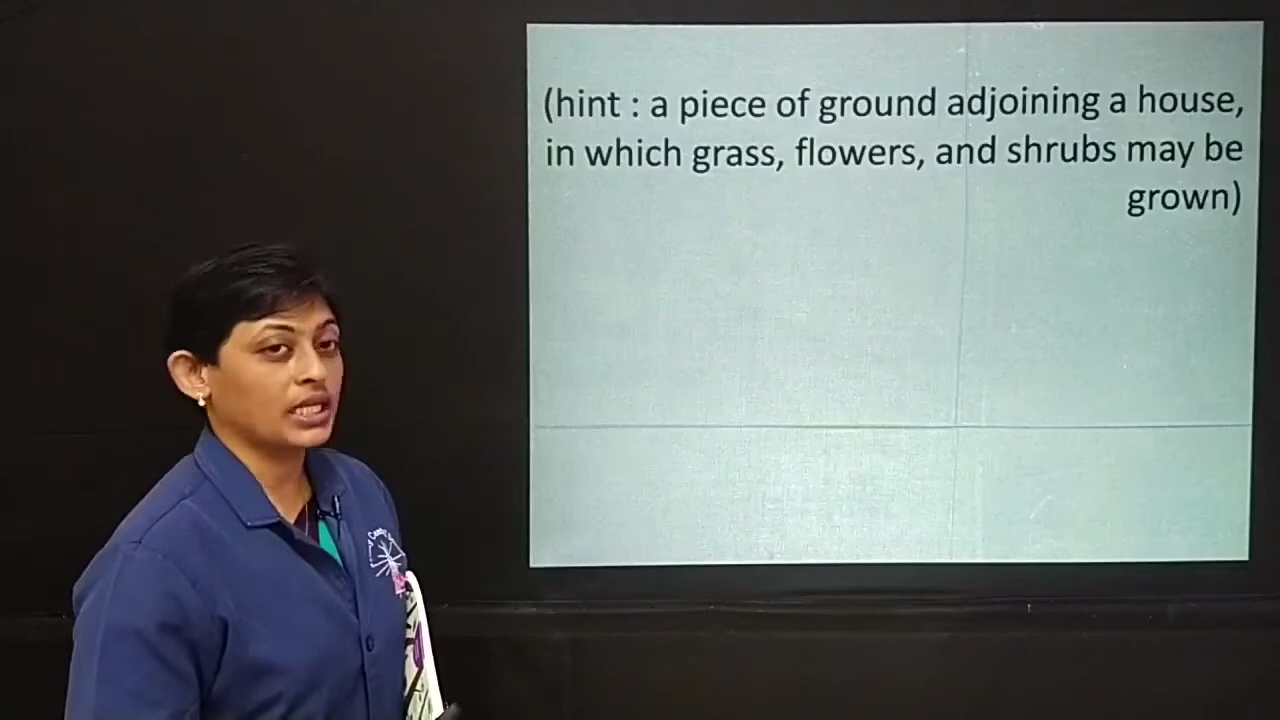 (hint : a piece of ground adjoining a house,
in which grass, flowers, and shrubs may be
grown)